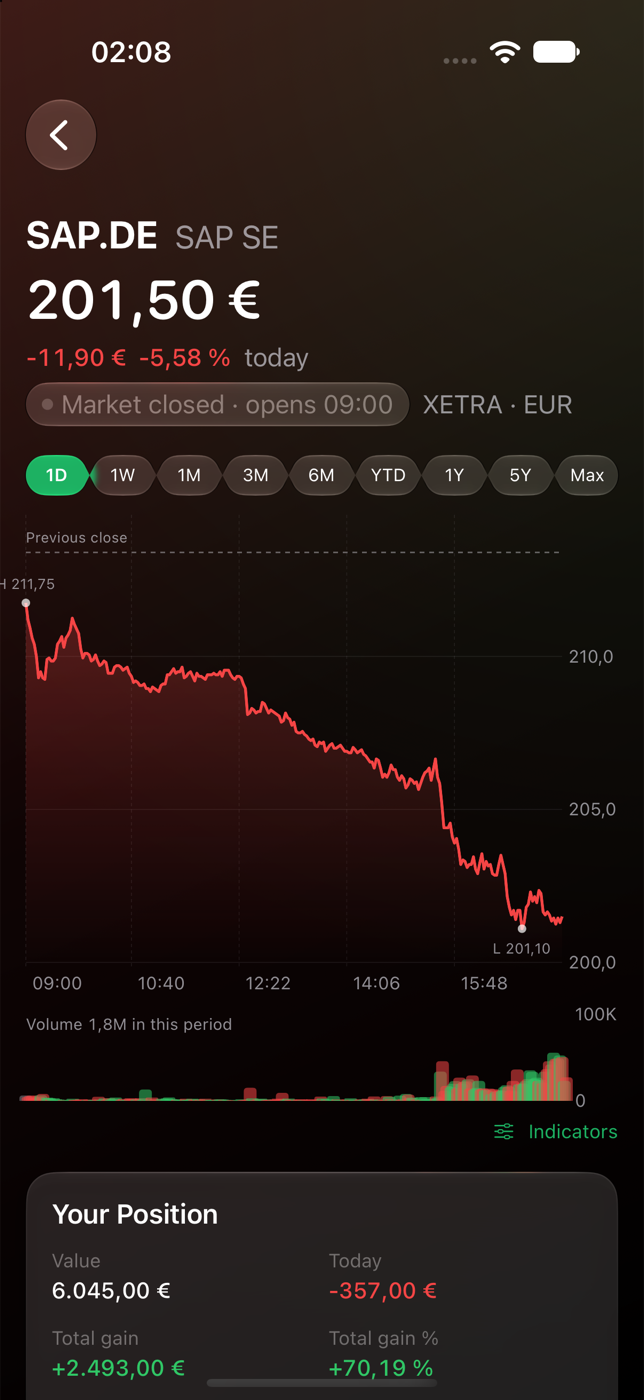 02:08
SAP.DE SAP SE
201,50 €
-11,90 € -5,58 % today
Market closed · opens 09:00 XETRA · EUR
1D 1W 1M 3M 6M YTD 1Y 5Y Max
Previous close
H 211,75
210,0
205,0
L 201,10
200,0
09:00 10:40 12:22 14:06 15:48
100K
Volume 1,8M in this period
0
Indicators
Your Position
Value Today
6.045,00 € -357,00 €
Total gain Total gain %
+2.493,00 € +70,19 %